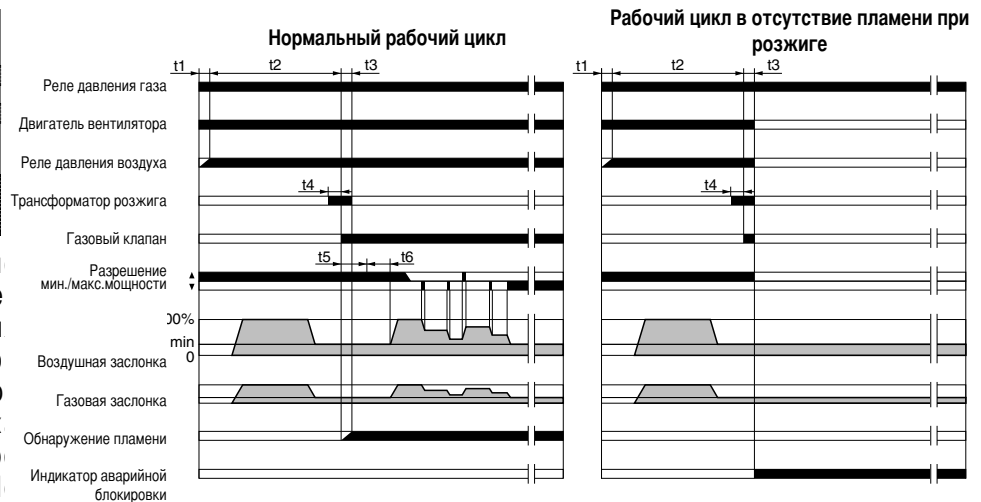 Нормальный рабочий цикл
Рабочий цикл в отсутствие пламени при
розжиге
t1 t2 t3
t1 t2 t3
Реле давления газа
Двигатель вентилятора
Реле давления воздуха
t4
t4
Трансформатор розжига
Газовый клапан
t5 t6
Разрешение
мин./макс.мощности
00%
min
0
Воздушная заслонка
Газовая заслонка
Обнаружение пламени
Индикатор аварийной
блокировки